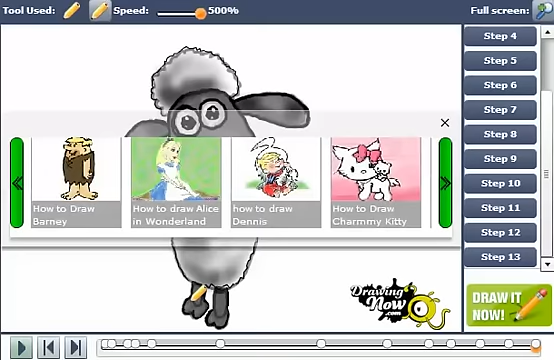 Tool Used:
Speed:
500%
Full screen:
Step 4
Step 5
Step 6
Step 7
Step 8
Step 9
Step 10
Step 11
Step 12
Step 13
How to Draw
Barney
How to draw Alice
in Wonderland
how to draw
Dennis
How to Draw
Charmmy Kitty
Drawing
Now
.com
DRAW IT
NOW!